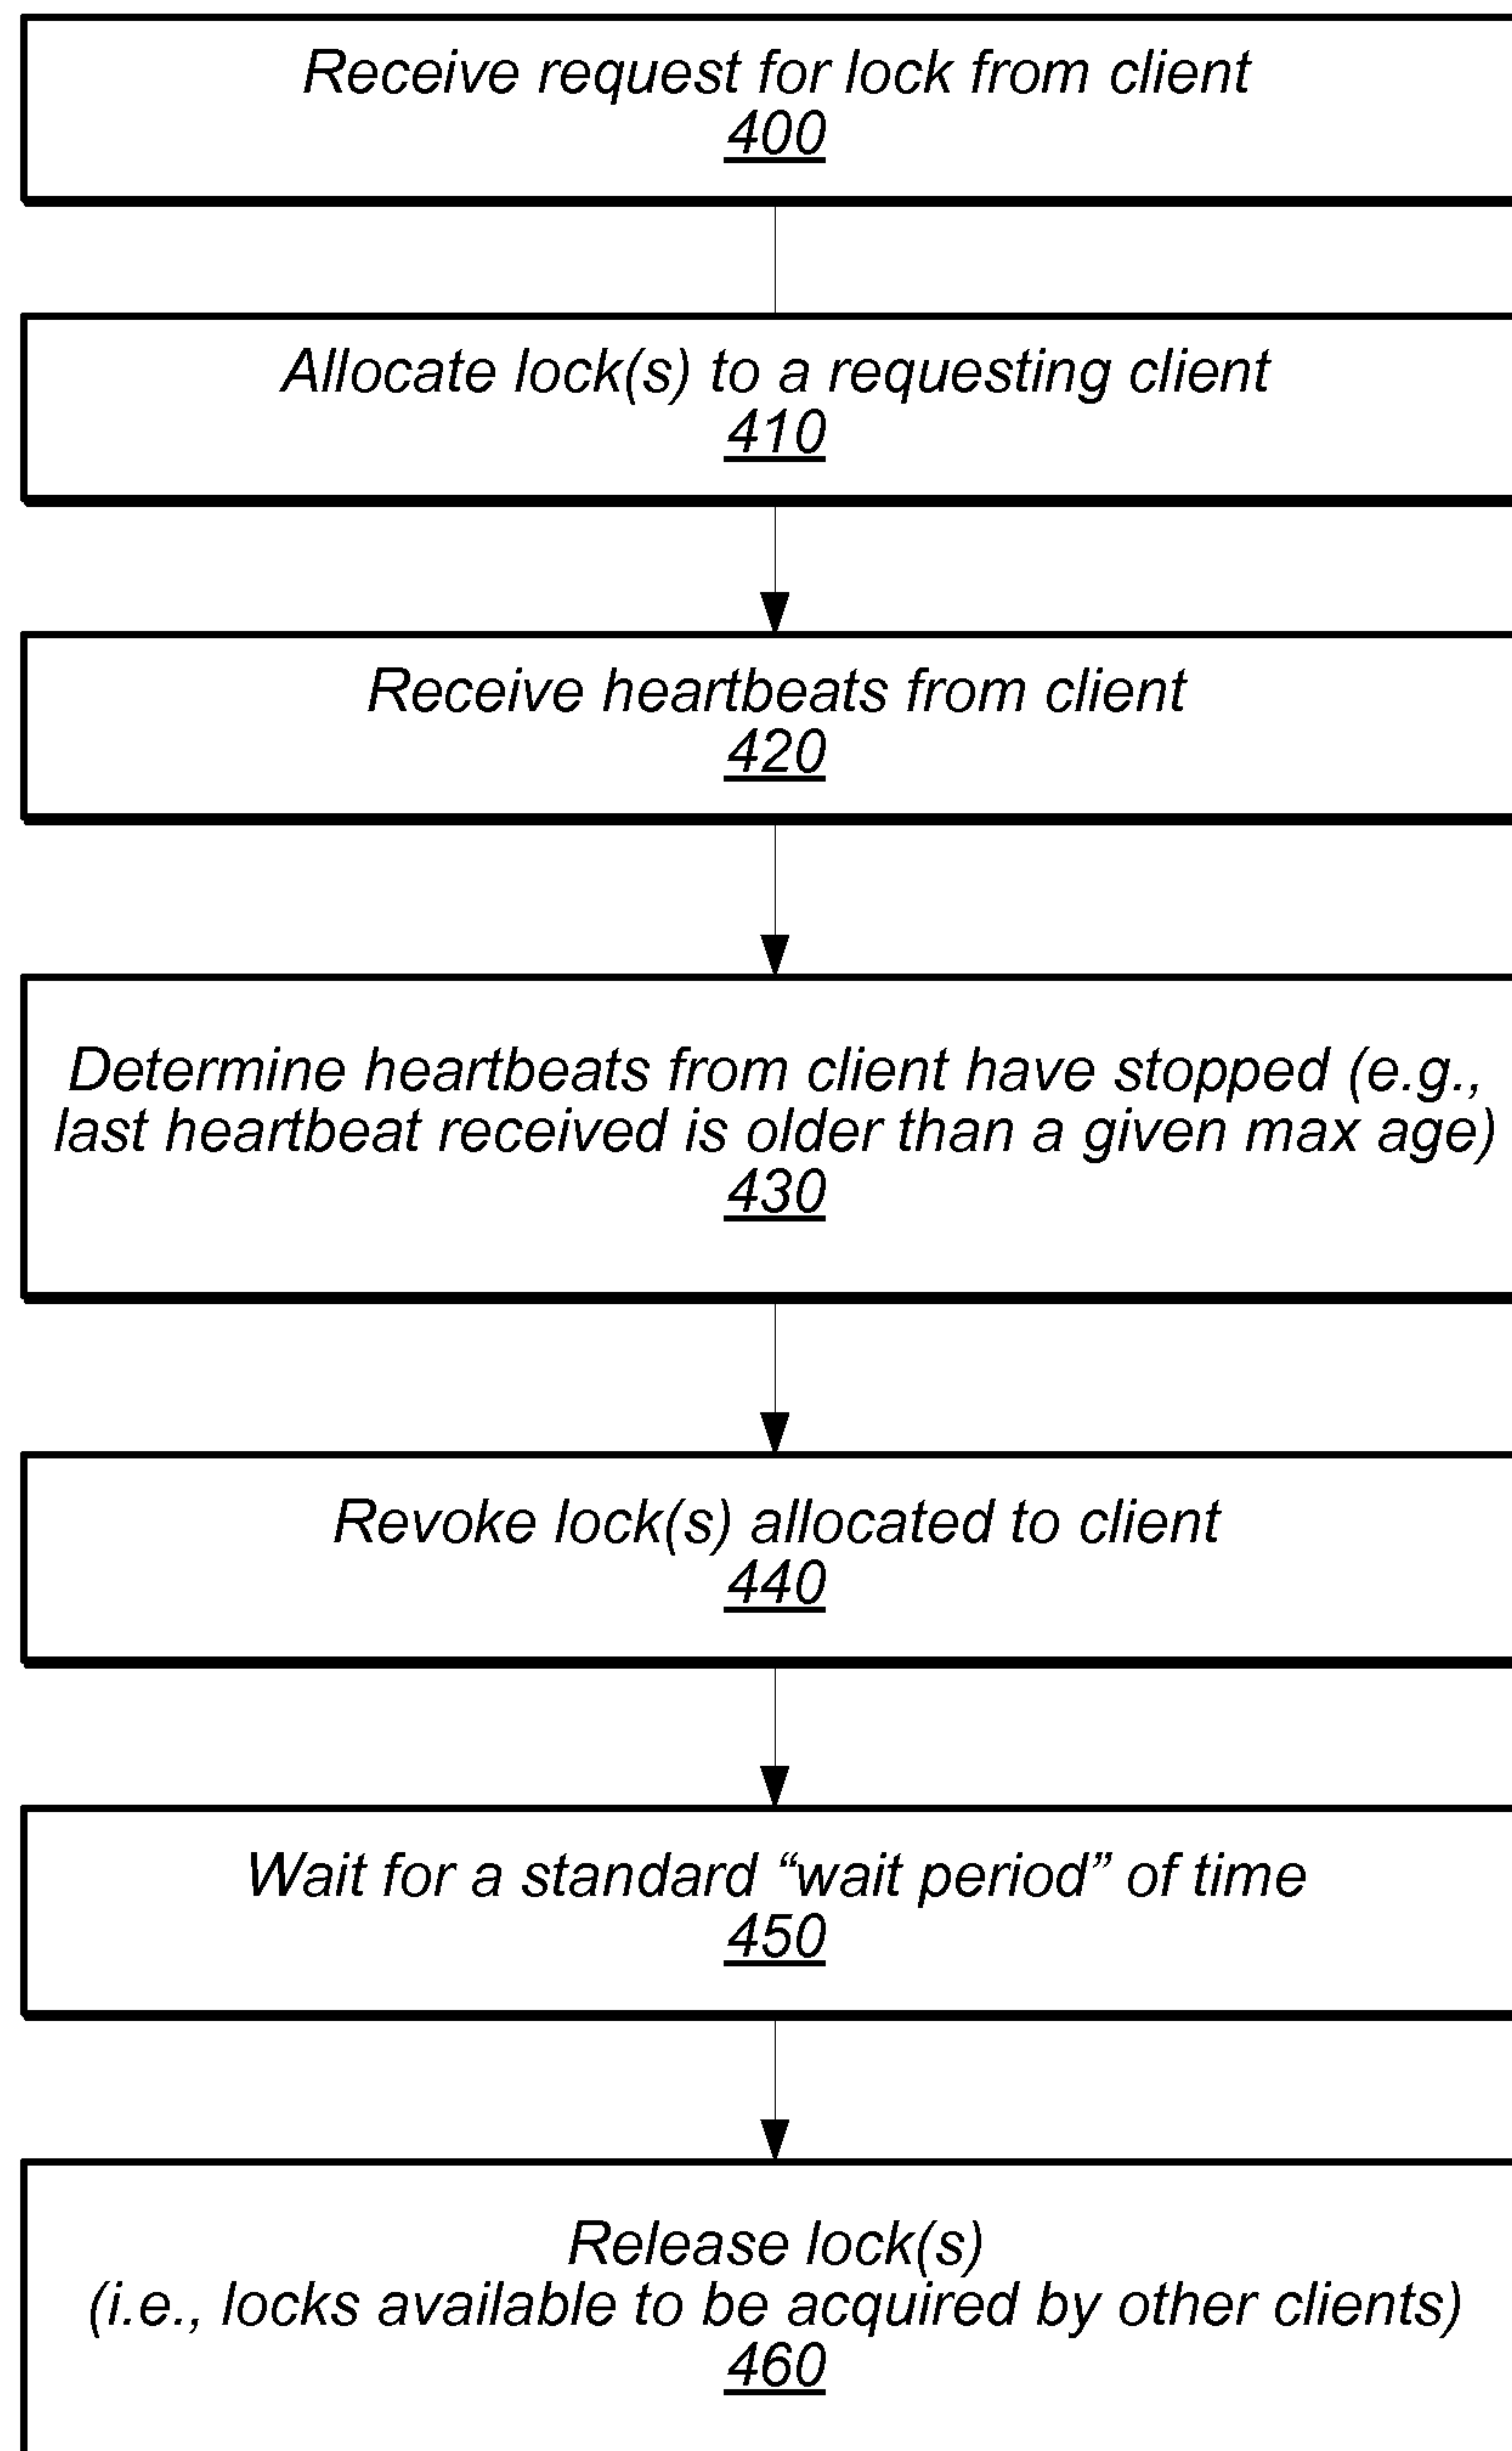 Receive request for lock from client
400
Allocate lock(s) to a requesting client
410
Receive heartbeats from client
420
Determine heartbeats from client have stopped (e.g.,
last heartbeat received is older than a given max age)
430
Revoke lock(s) allocated to client
440
Wait for a standard “wait period” of time
450
Release lock(s)
(i.e., locks available to be acquired by other clients)
460